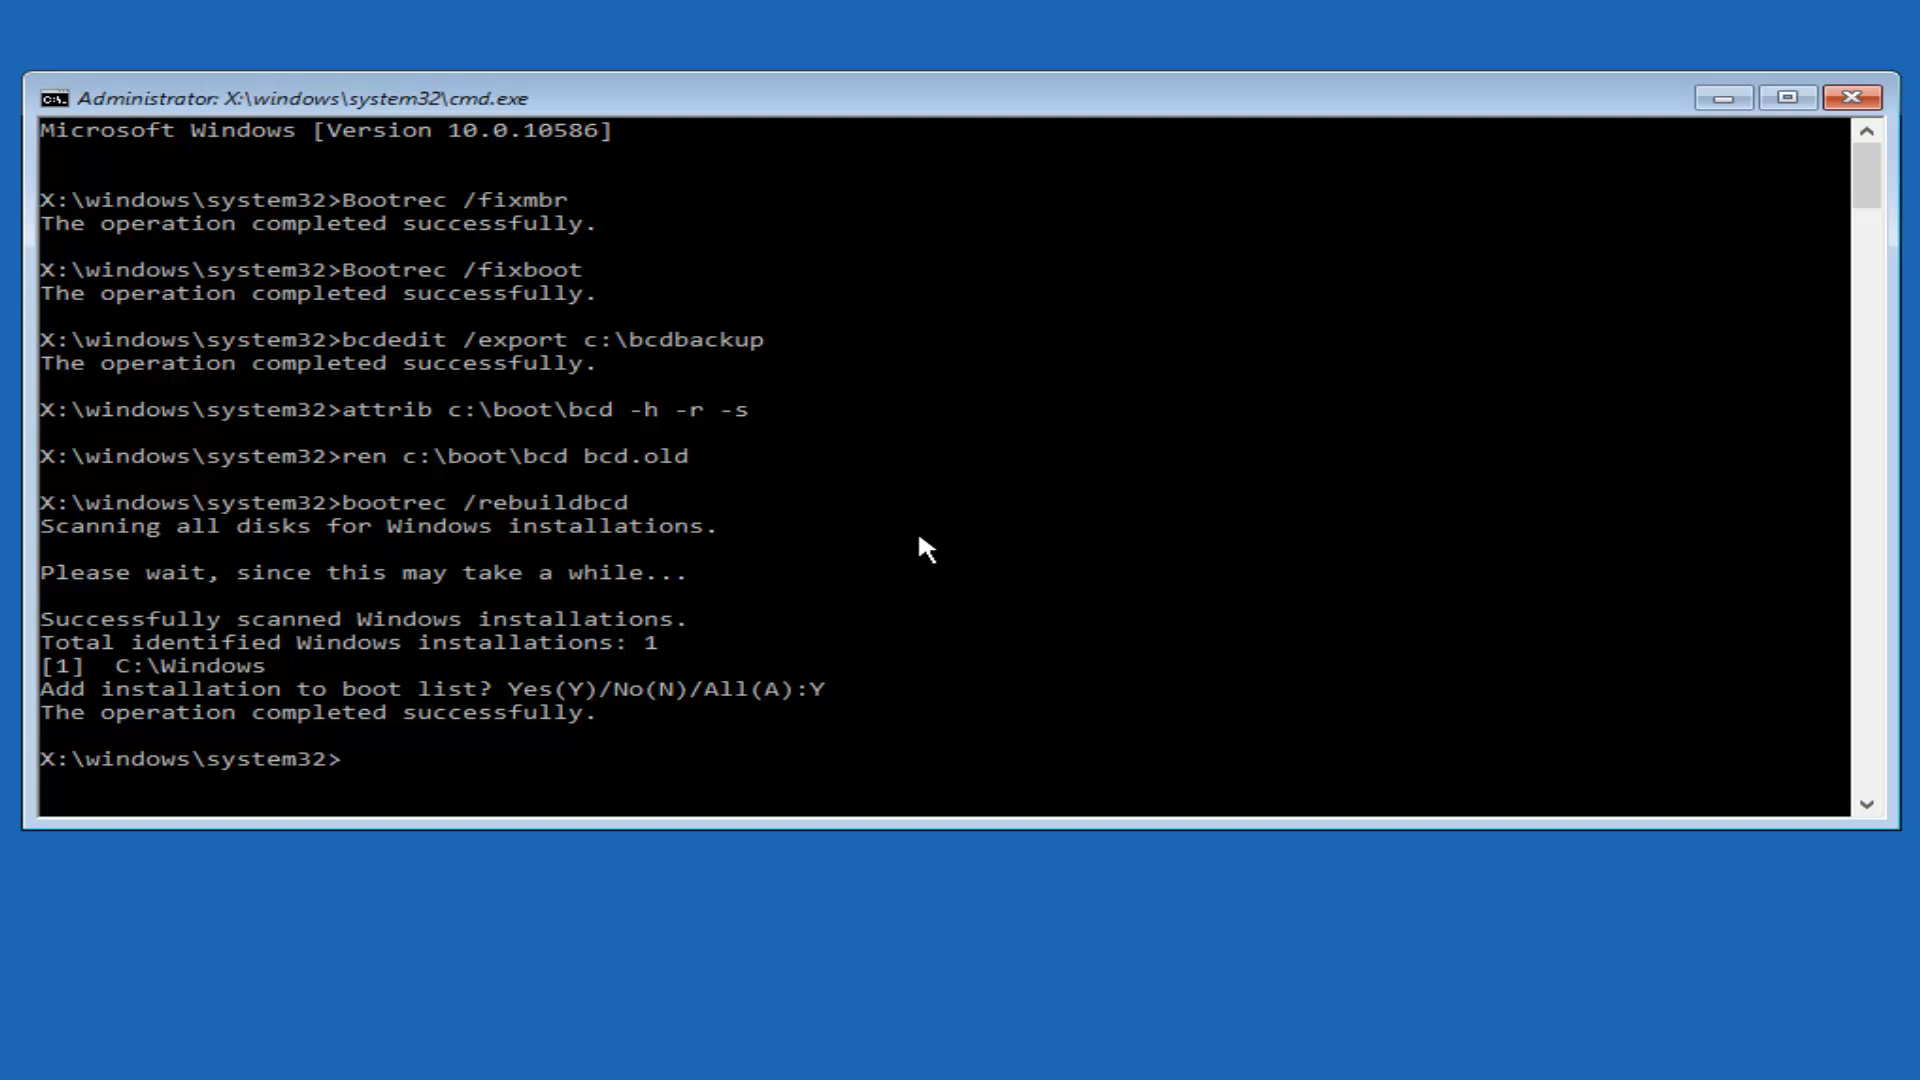 Administrator: X:\windows\system32\cmd.exe
Microsoft Windows [Version 10.0.10586]
X:\windows\system32>Bootrec /fixmbr
The operation completed successfully.
X:\windows\system32>Bootrec /fixboot
The operation completed successfully.
X:\windows\system32>bcdedit /export c:\bcdbackup
The operation completed successfully.
X:\windows\system32>attrib c:\boot\bcd -h -r -s
X:\windows\system32>ren c:\boot\bcd bcd.old
X:\windows\system32>bootrec /rebuildbcd
Scanning all disks for Windows installations.
Please wait, since this may take a while...
Successfully scanned Windows installations.
Total identified Windows installations: 1
[1]  C:\Windows
Add installation to boot list? Yes(Y)/No(N)/All(A):Y
The operation completed successfully.
X:\windows\system32>